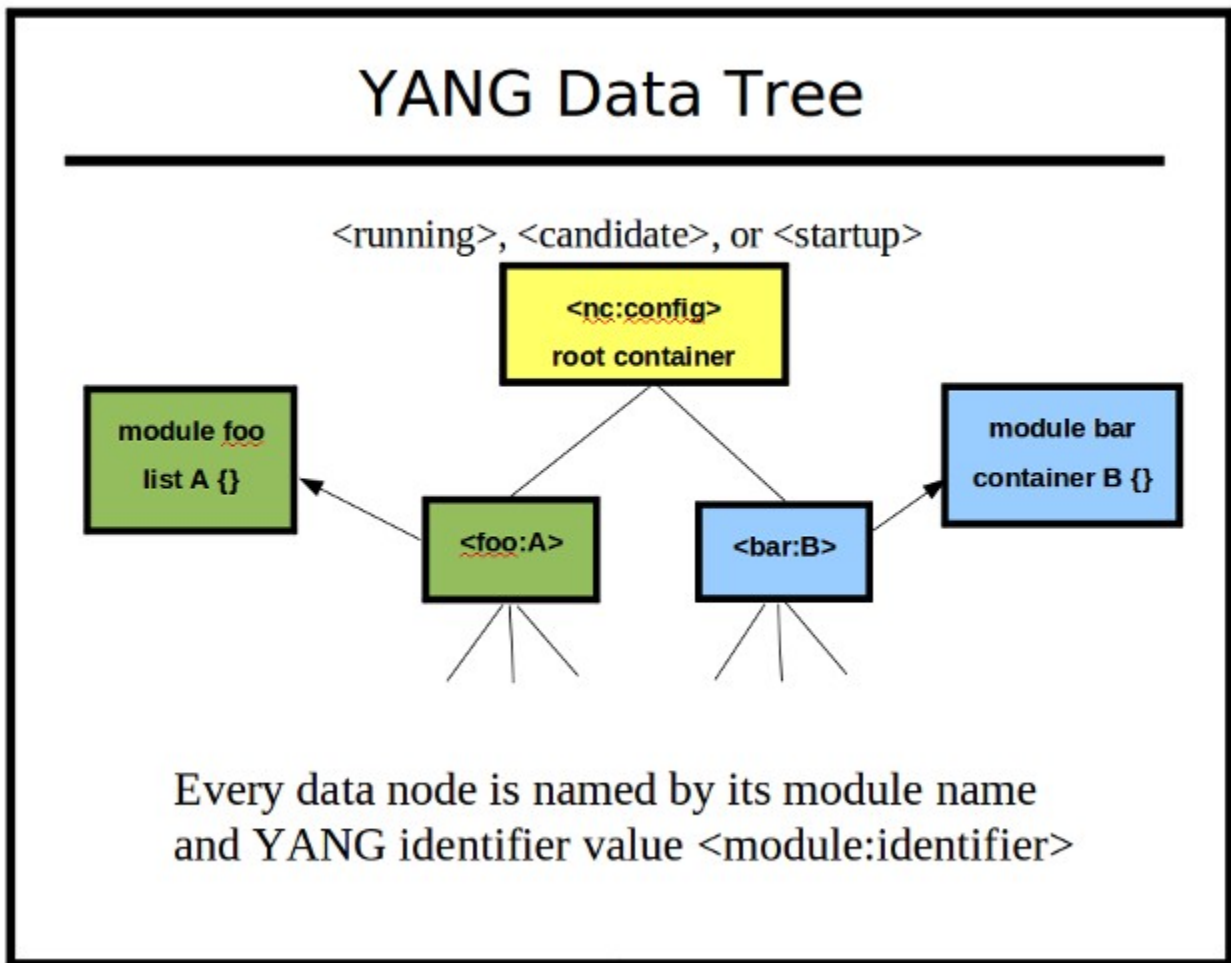 YANG Data Tree
<running>, <candidate>, or <startup>
<nc:config>
root container
module foo
list A {}
module bar
container B {}
<foo:A>
<bar:B>
Every data node is named by its module name
and YANG identifier value <module:identifier>